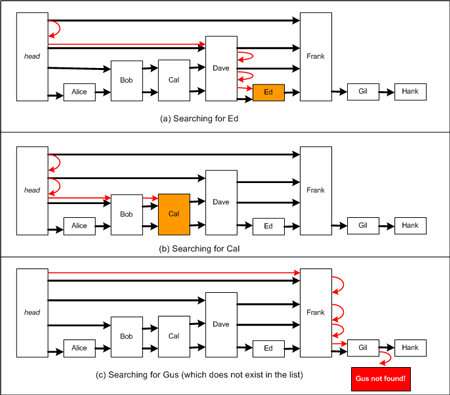 head
Frank
Dave
Bob
Cal
Alice
Ed
Gil
Hank
(a) Searching for Ed
head
Frank
Dave
Bob
Cal
Alice
Ed
Gil
Hank
(b) Searching for Cal
head
Frank
Dave
Bob
Cal
Alice
Ed
Gil
Hank
(c) Searching for Gus (which does not exist in the list)
Gus not found!